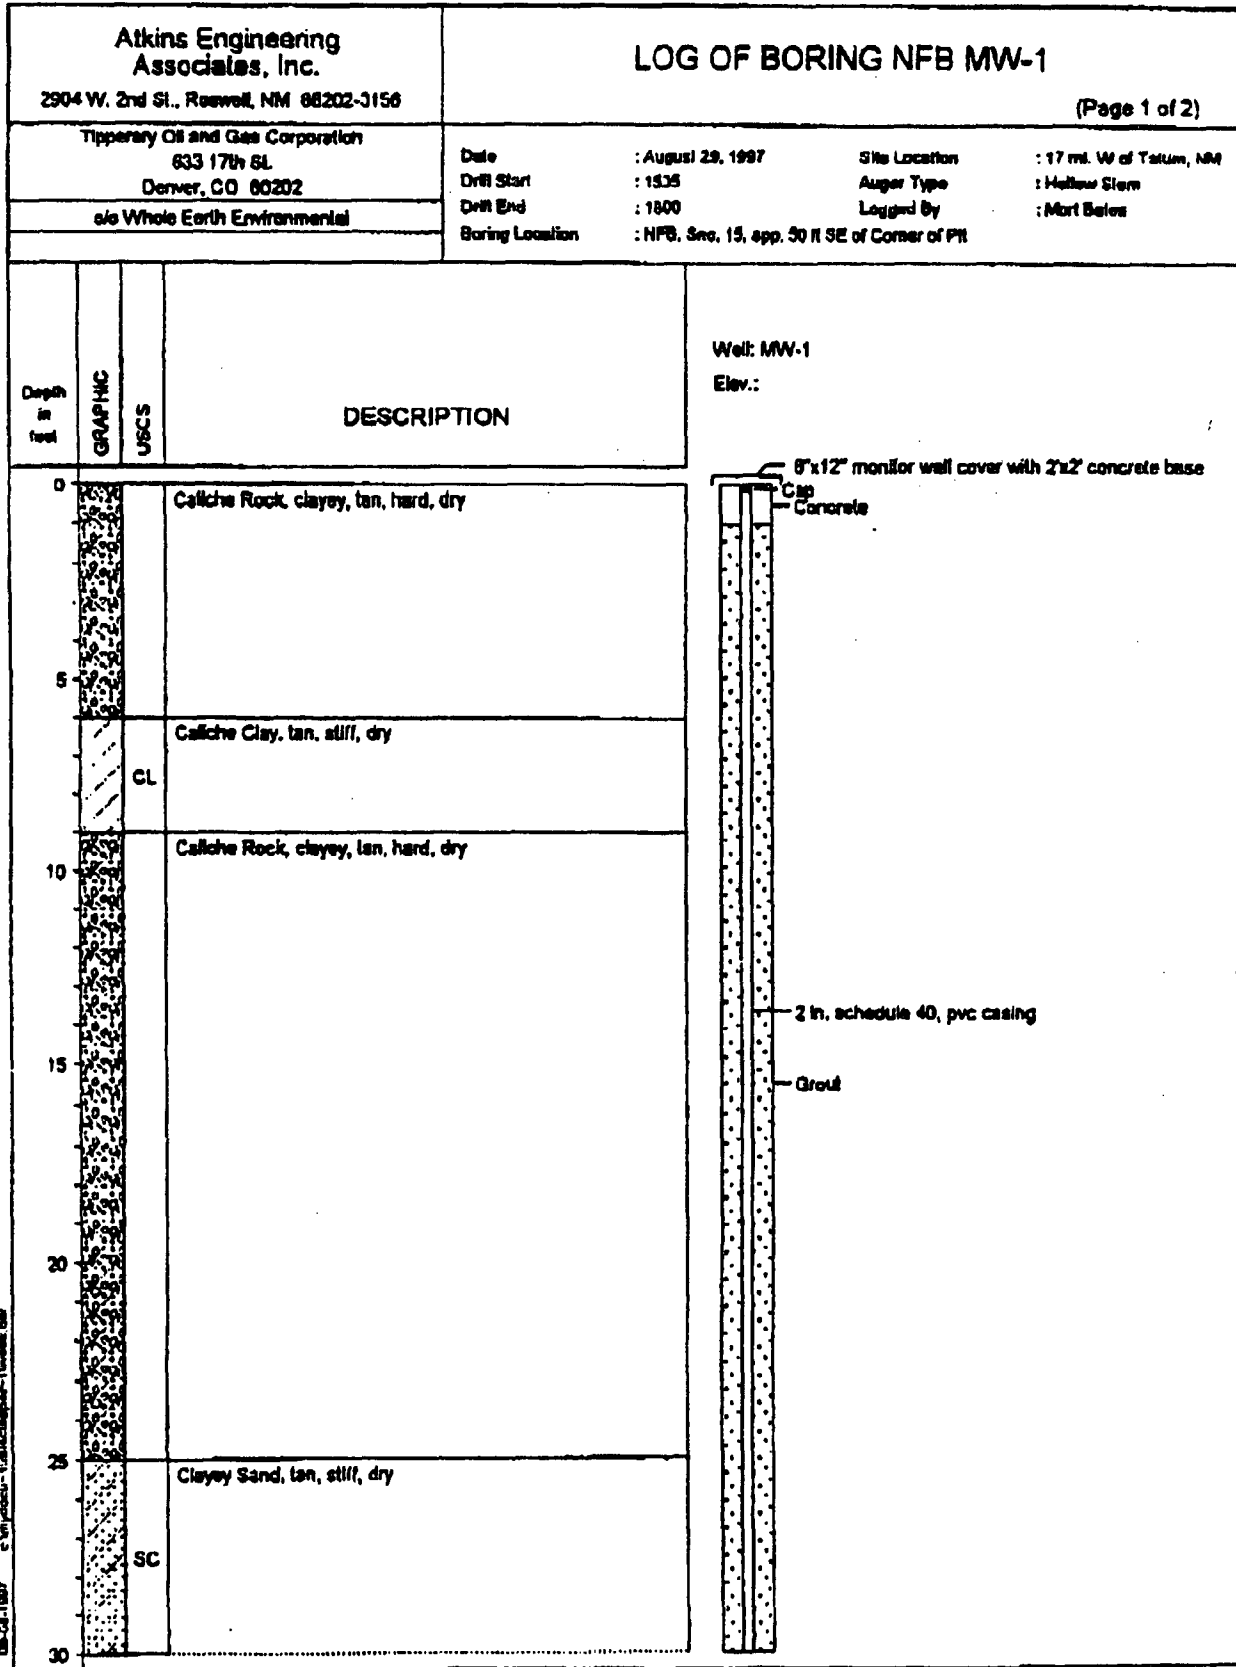 Atkins Engineering
Associates, Inc.
2904 W. 2nd St., Roswell, NM 88202-3156
LOG OF BORING NFB MW-1
(Page 1 of 2)
Tipperary Oil and Gas Corporation
633 17th St.
Denver, CO 80202
c/o Whole Earth Environmental
Date : August 29, 1997
Drill Start : 1535
Drill End : 1800
Boring Location : NFB, Sec. 15, app. 50 ft SE of Corner of Pit
Site Location : 17 mi. W of Tatum, NM
Auger Type : Hollow Stem
Logged By : Mort Bates
Depth
in
feet
GRAPHIC
USCS
DESCRIPTION
Well: MW-1
Elev.:
0
Caliche Rock, clayey, tan, hard, dry
8"x12" monitor well cover with 2'x2' concrete base
Cap
Concrete
5
Caliche Clay, tan, stiff, dry
CL
Caliche Rock, clayey, tan, hard, dry
10
2 in. schedule 40, pvc casing
15
Grout
20
25
Clayey Sand, tan, stiff, dry
SC
30